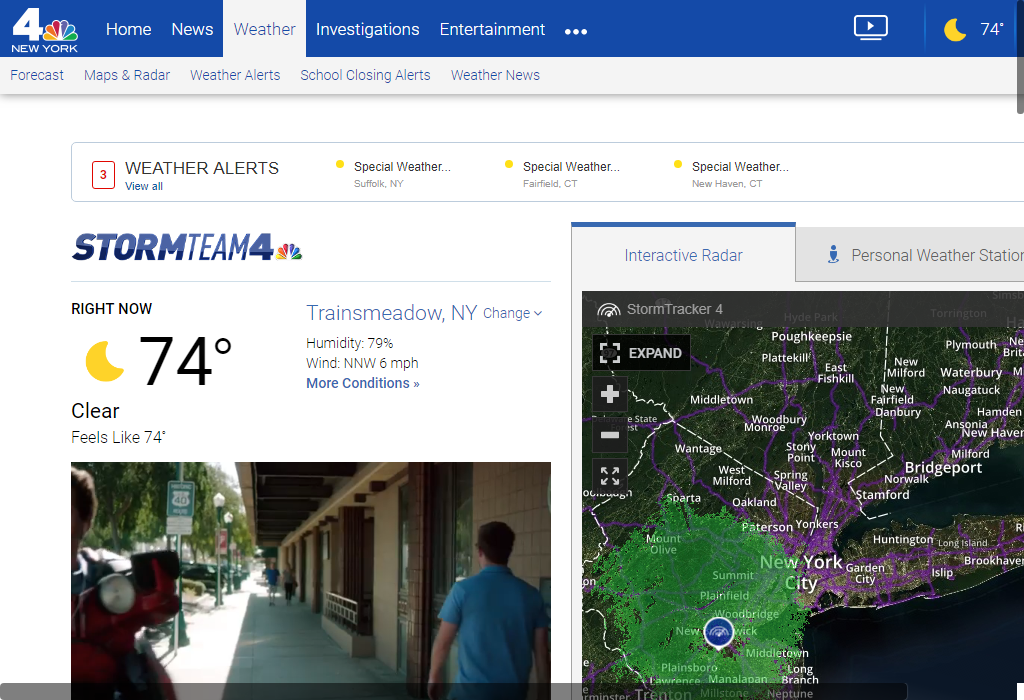 4
NEW YORK
Home News Weather Investigations Entertainment •••
74°
Forecast Maps & Radar Weather Alerts School Closing Alerts Weather News
3
WEATHER ALERTS
View all
Special Weather...
Suffolk, NY
Special Weather...
Fairfield, CT
Special Weather...
New Haven, CT
STORMTEAM4
RIGHT NOW
74°
Clear
Feels Like 74°
Trainsmeadow, NY Change
Humidity: 79%
Wind: NNW 6 mph
More Conditions »
Interactive Radar
Personal Weather Station
StormTracker 4
EXPAND
Hyde Park
Torrington
Wawarsing
Poughkeepsie
Plymouth
Plattekill
East
Fishkill
New
Milford
Waterbury
Naugatuck
Middletown
New
Fairfield
Danbury
Hamden
Woodbury
Monroe
Ansonia
New Haven
Yorktown
Wantage
Stony
Point
Mount
Kisco
Milford
Bridgeport
West
Milford
Spring
Valley
Norwalk
Stamford
Sparta
Oakland
Paterson
Yonkers
Mount
Olive
Huntington
Long Island
New York
City
Garden
City
Brookhaven
Islip
Summit
Plainfield
Woodbridge
New wick
Middletown
Plainsboro
Long
Branch
Lawrence
Manalapan
Trenton
Millstone
Neptune